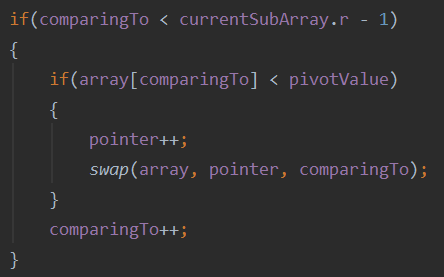 if(comparingTo < currentSubArray.r - 1)
{
    if(array[comparingTo] < pivotValue)
    {
        pointer++;
        swap(array, pointer, comparingTo);
    }
    comparingTo++;
}